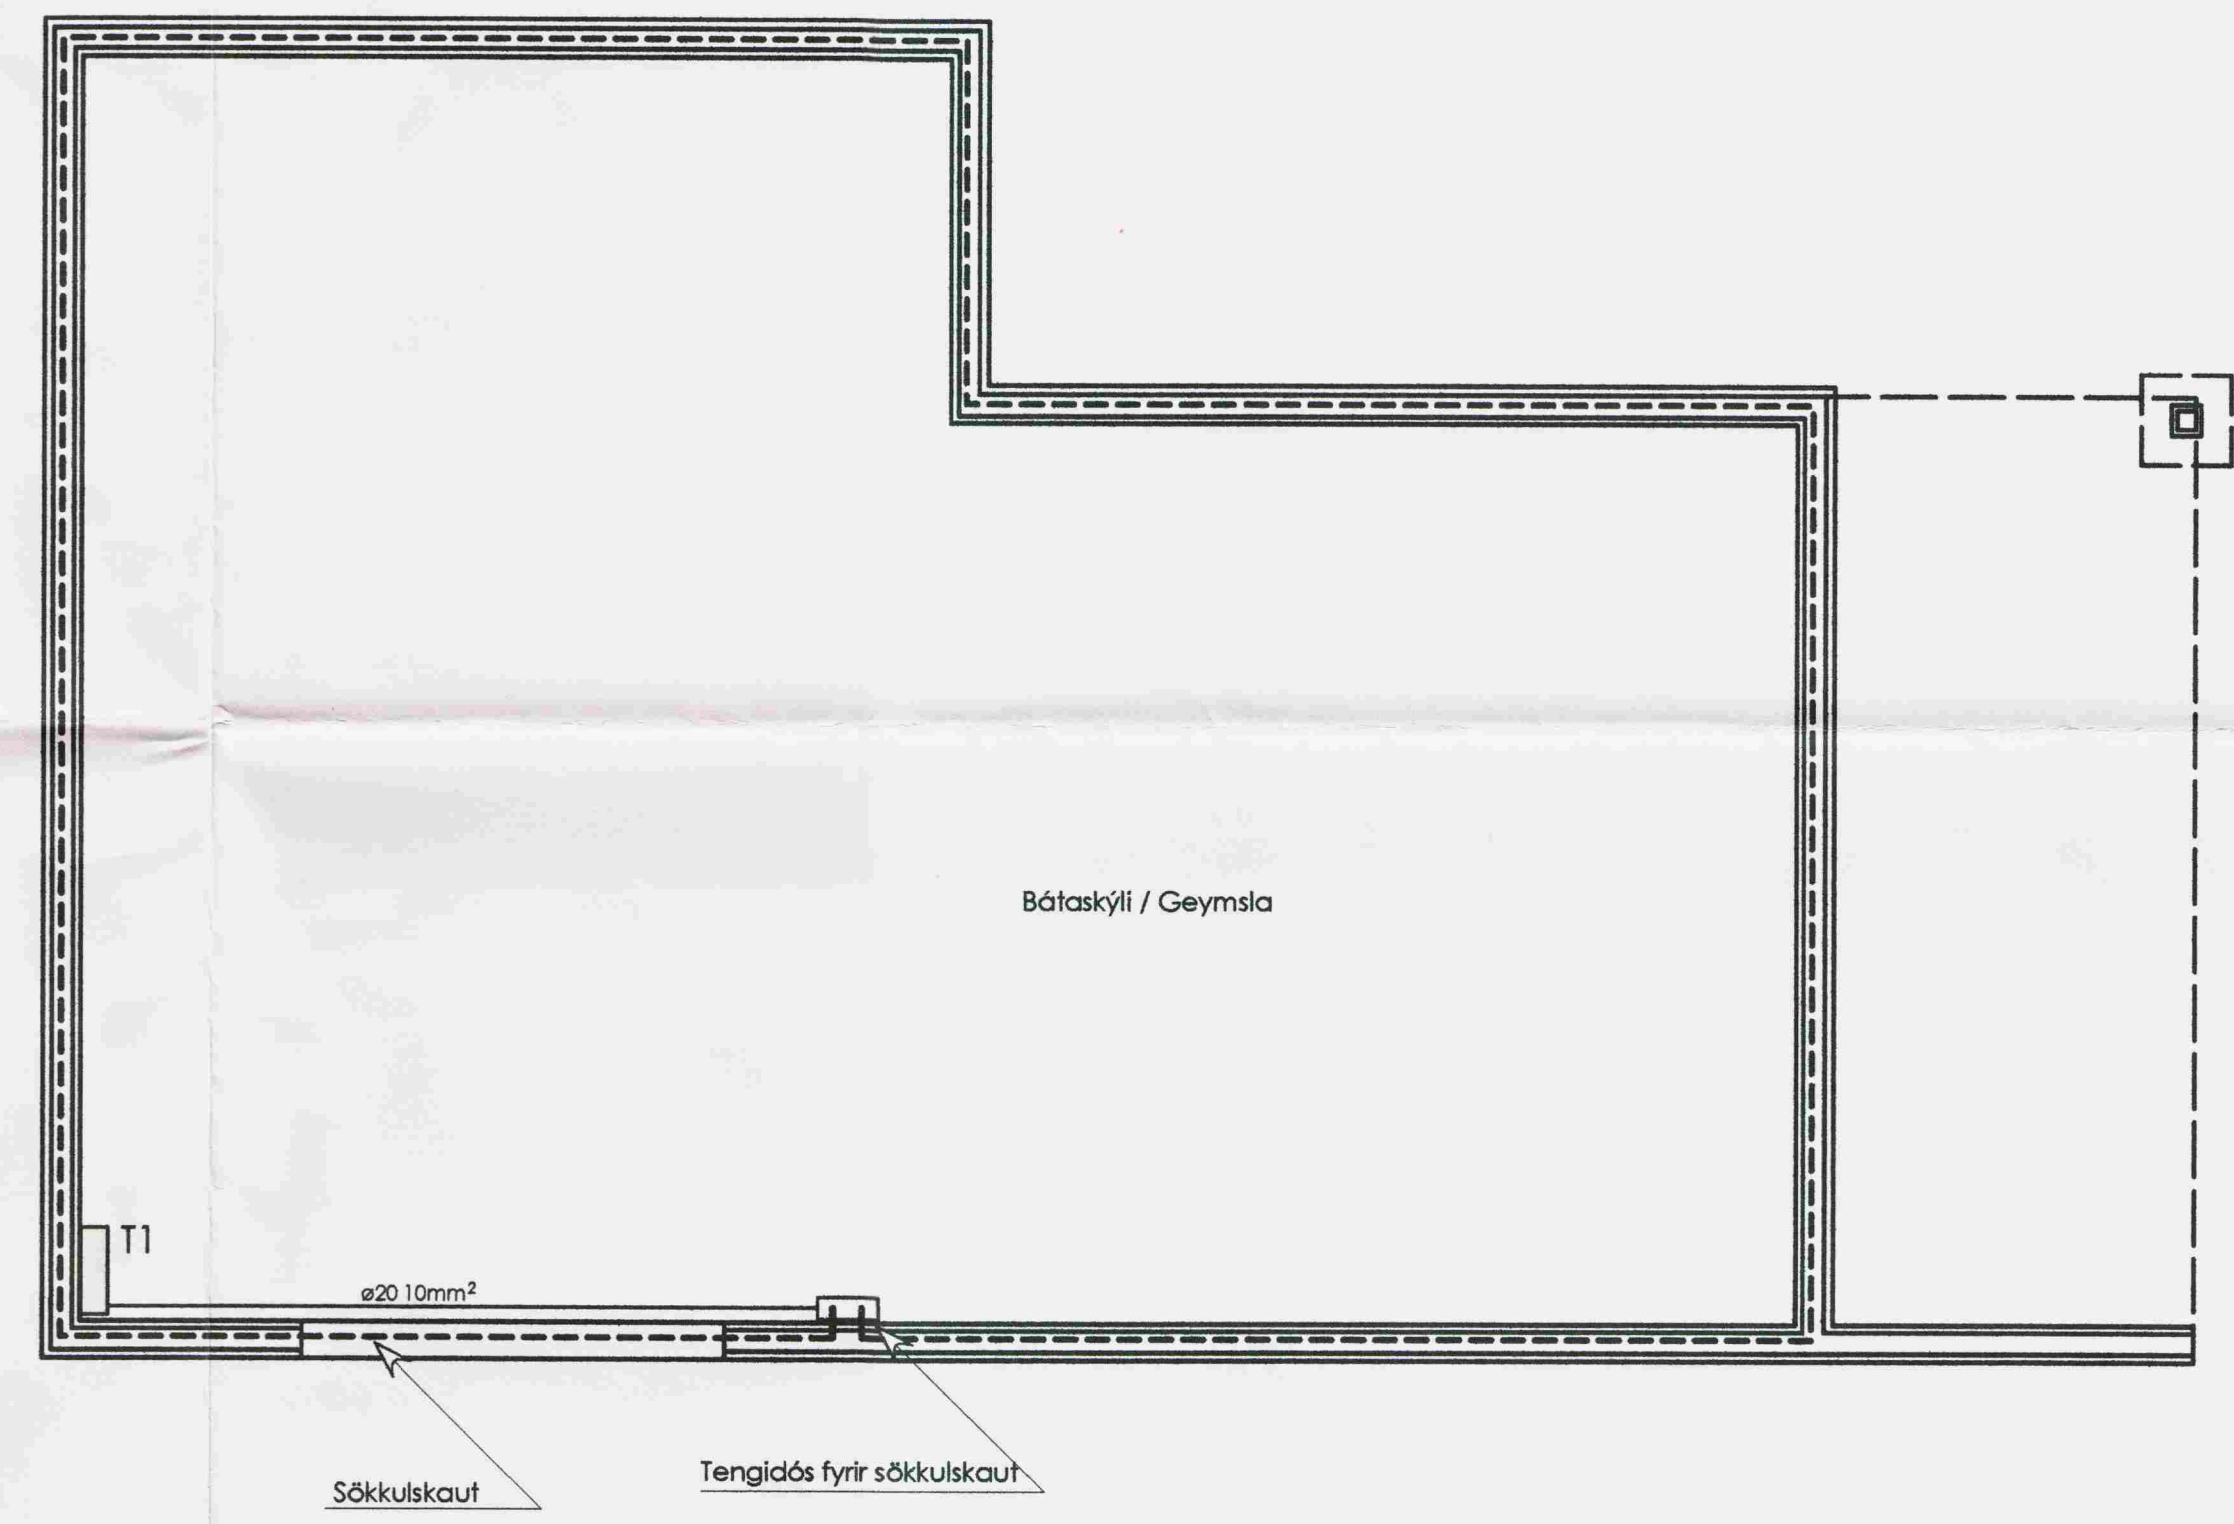 Bátaskýli / Geymsla
T1
ø20 10mm²
Tengidós fyrir sökkulskaut
Sökkulskaut